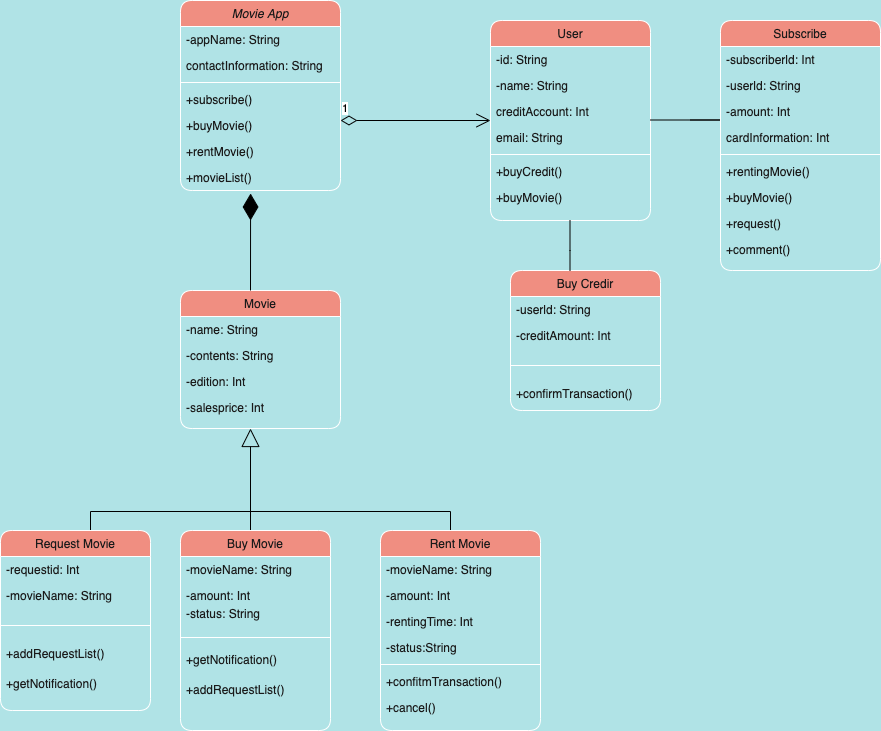 Movie App
-appName: String
contactInformation: String
+subscribe()
+buyMovie()
+rentMovie()
+movieList()
1
User
-id: String
-name: String
creditAccount: Int
email: String
+buyCredit()
+buyMovie()
Subscribe
-subscriberId: Int
-userId: String
-amount: Int
cardInformation: Int
+rentingMovie()
+buyMovie()
+request()
+comment()
Movie
-name: String
-contents: String
-edition: Int
-salesprice: Int
Buy Credir
-userId: String
-creditAmount: Int
+confirmTransaction()
Request Movie
-requestid: Int
-movieName: String
+addRequestList()
+getNotification()
Buy Movie
-movieName: String
-amount: Int
-status: String
+getNotification()
+addRequestList()
Rent Movie
-movieName: String
-amount: Int
-rentingTime: Int
-status:String
+confitmTransaction()
+cancel()